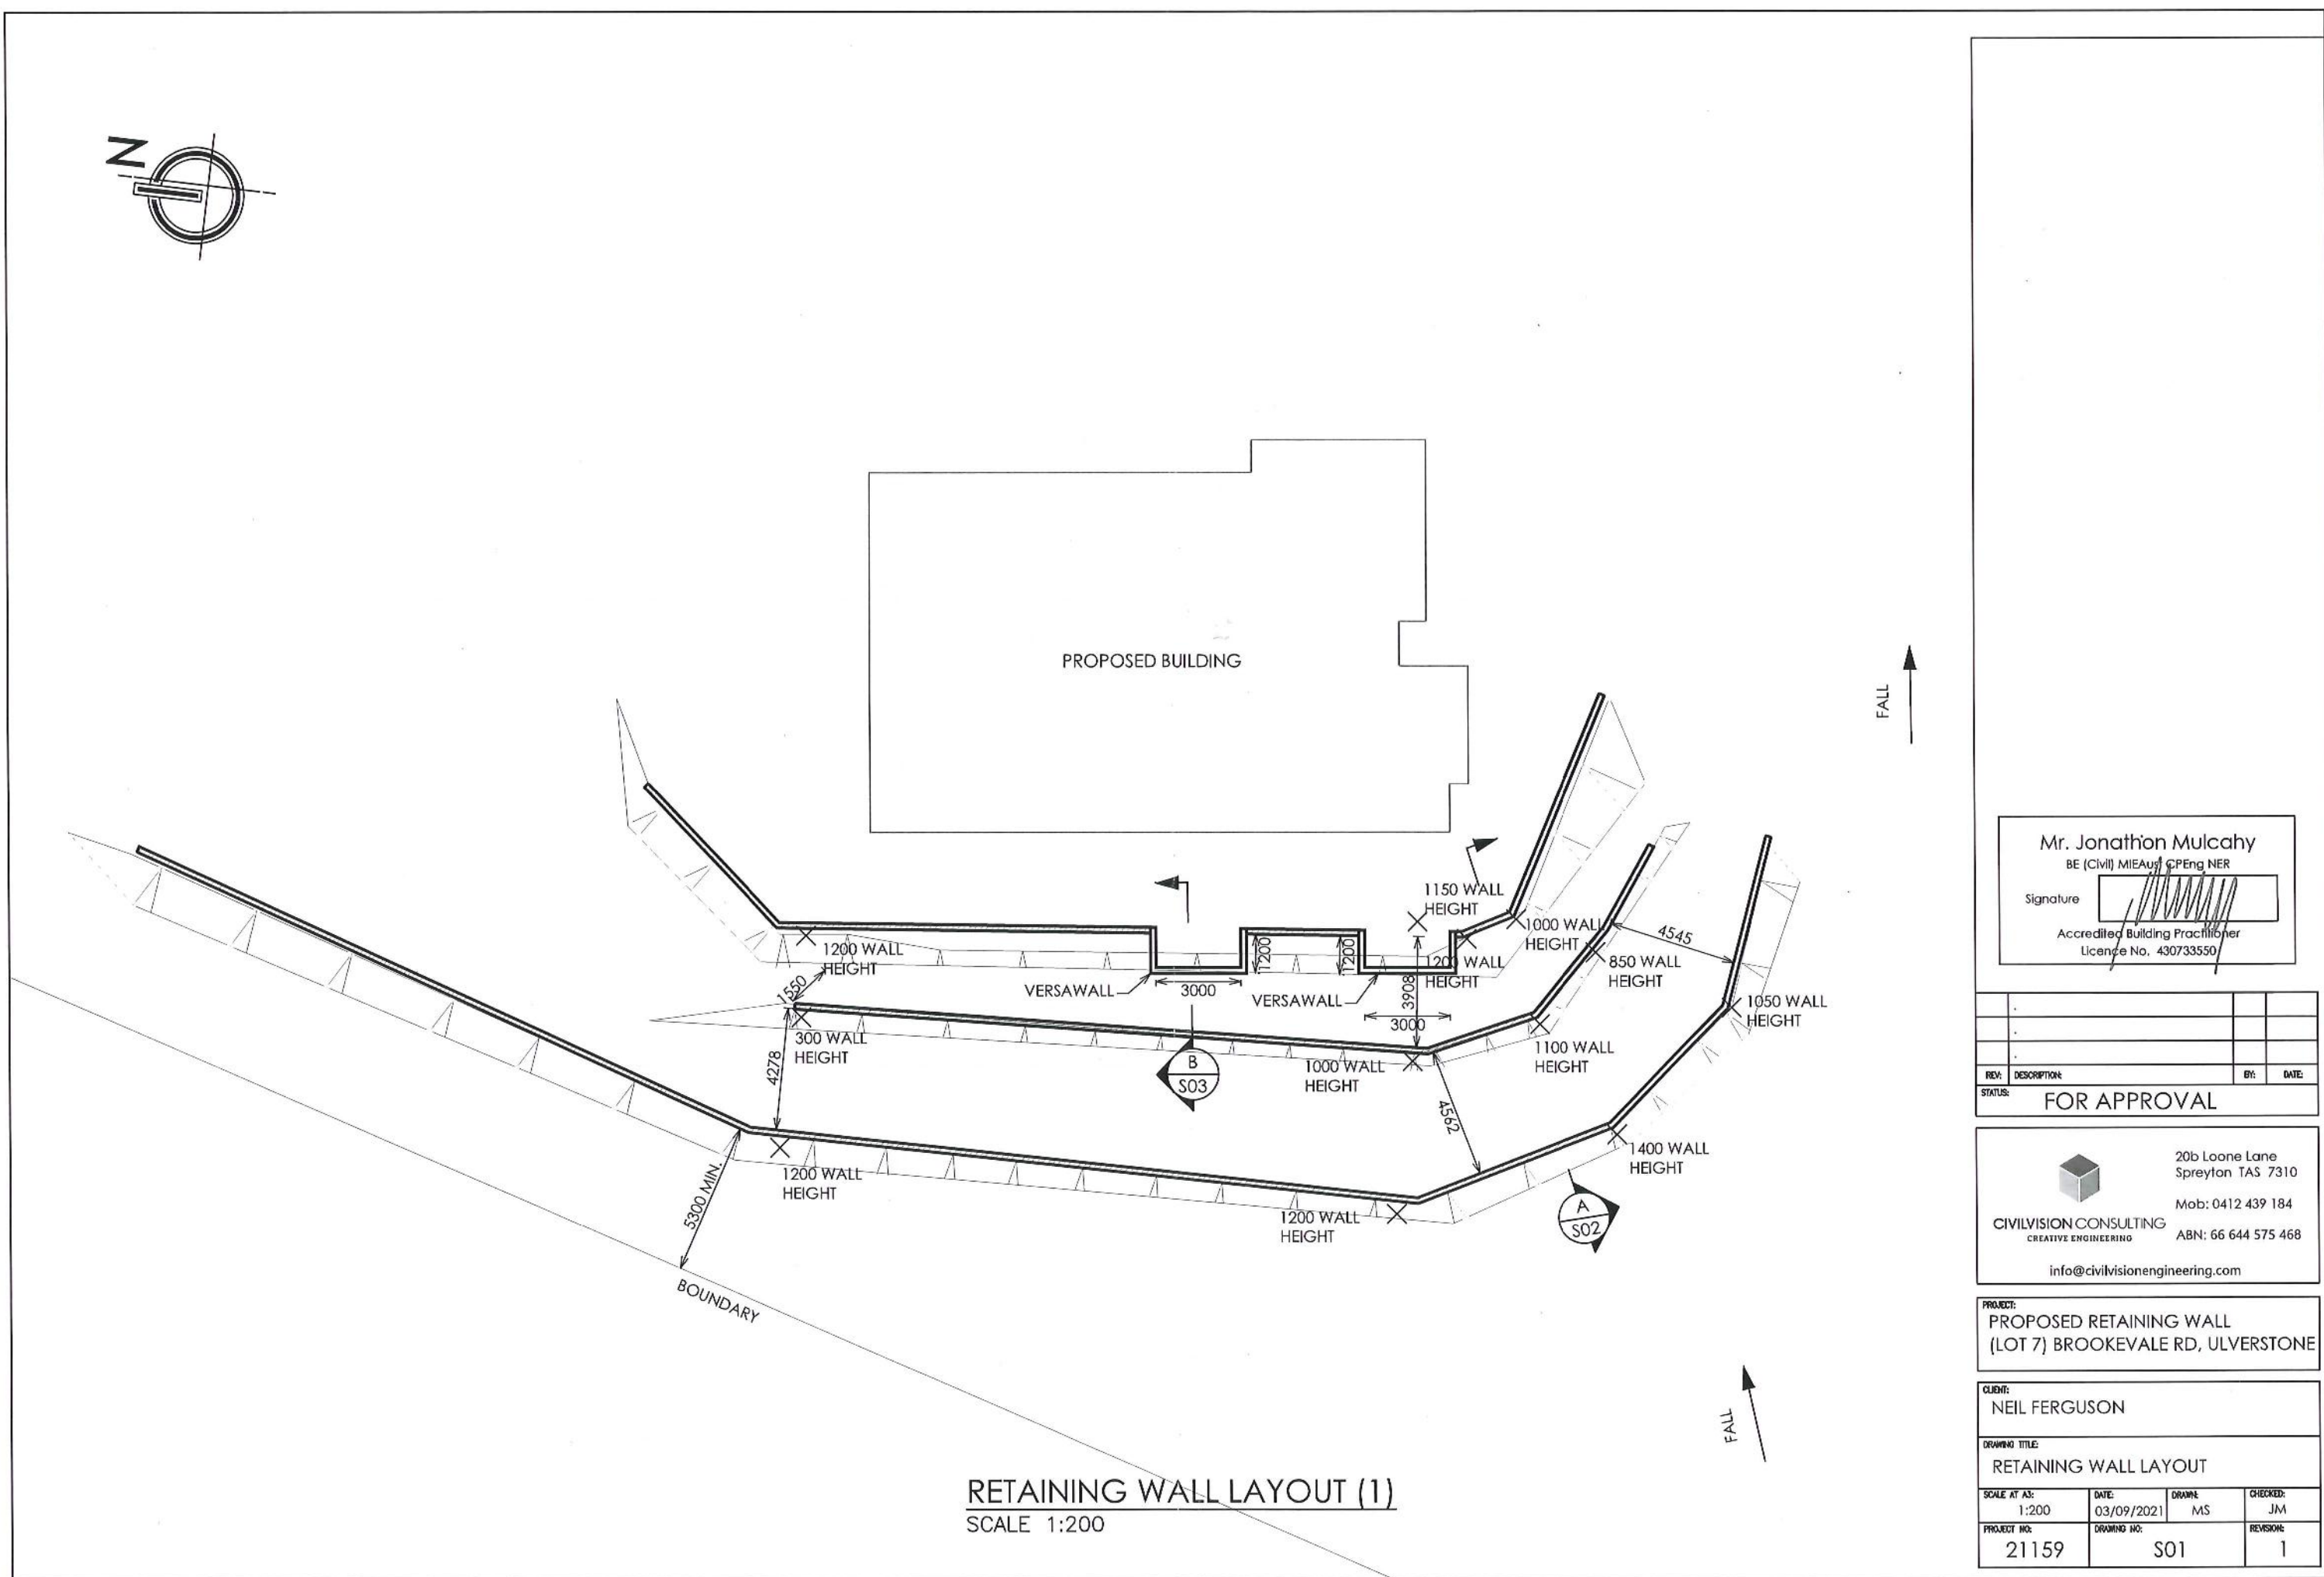 N
PROPOSED BUILDING
FALL
1150 WALL
HEIGHT
1000 WALL
HEIGHT
4545
1200 WALL
HEIGHT
1200
1200
1200 WALL
HEIGHT
850 WALL
HEIGHT
1550
VERSAWALL
3000
VERSAWALL
3908
3000
1050 WALL
HEIGHT
300 WALL
HEIGHT
4278
B
S03
1000 WALL
HEIGHT
1100 WALL
HEIGHT
4562
1400 WALL
HEIGHT
5300 MIN.
1200 WALL
HEIGHT
1200 WALL
HEIGHT
A
S02
BOUNDARY
FALL
RETAINING WALL LAYOUT (1)
SCALE 1:200
Mr. Jonathon Mulcahy
BE (Civil) MIEAust CPEng NER
Signature
Accredited Building Practitioner
Licence No. 430733550
REV: DESCRIPTION: BY: DATE:
STATUS: FOR APPROVAL
20b Loone Lane
Spreyton TAS 7310
Mob: 0412 439 184
CIVILVISION CONSULTING
CREATIVE ENGINEERING
ABN: 66 644 575 468
info@civilvisionengineering.com
PROJECT:
PROPOSED RETAINING WALL
(LOT 7) BROOKEVALE RD, ULVERSTONE
CLIENT:
NEIL FERGUSON
DRAWING TITLE:
RETAINING WALL LAYOUT
SCALE AT A3: DATE: DRAWN: CHECKED:
1:200 03/09/2021 MS JM
PROJECT NO: DRAWING NO: REVISION:
21159 S01 1